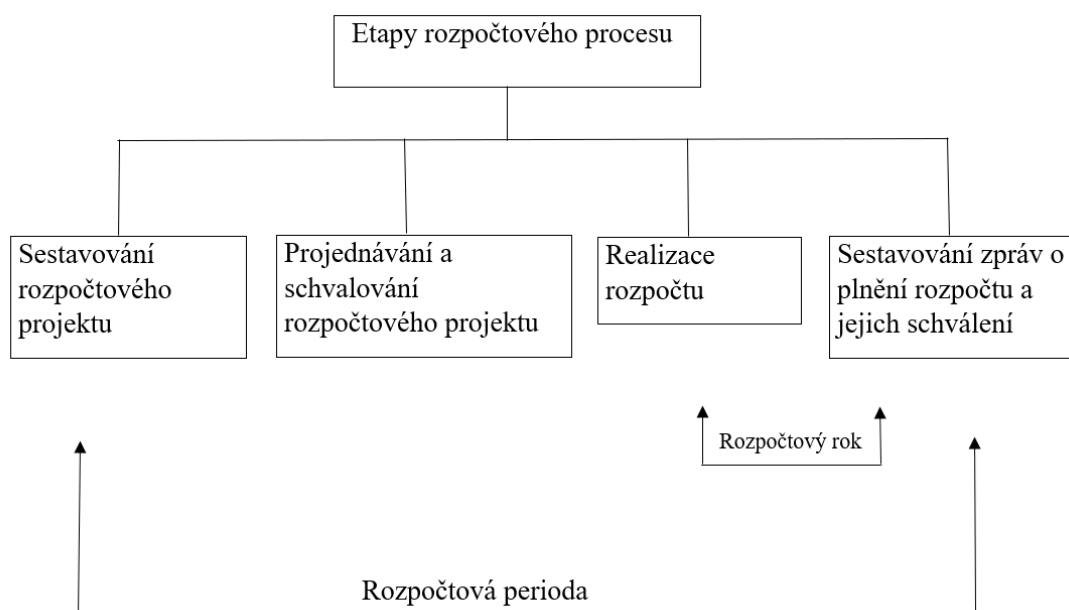 Etapy rozpočtového procesu
Sestavování
rozpočtového
projektu
Projednávání a
schvalování
rozpočtového projektu
Realizace
rozpočtu
Sestavování zpráv o
plnění rozpočtu a
jejich schválení
Rozpočtový rok
Rozpočtová perioda